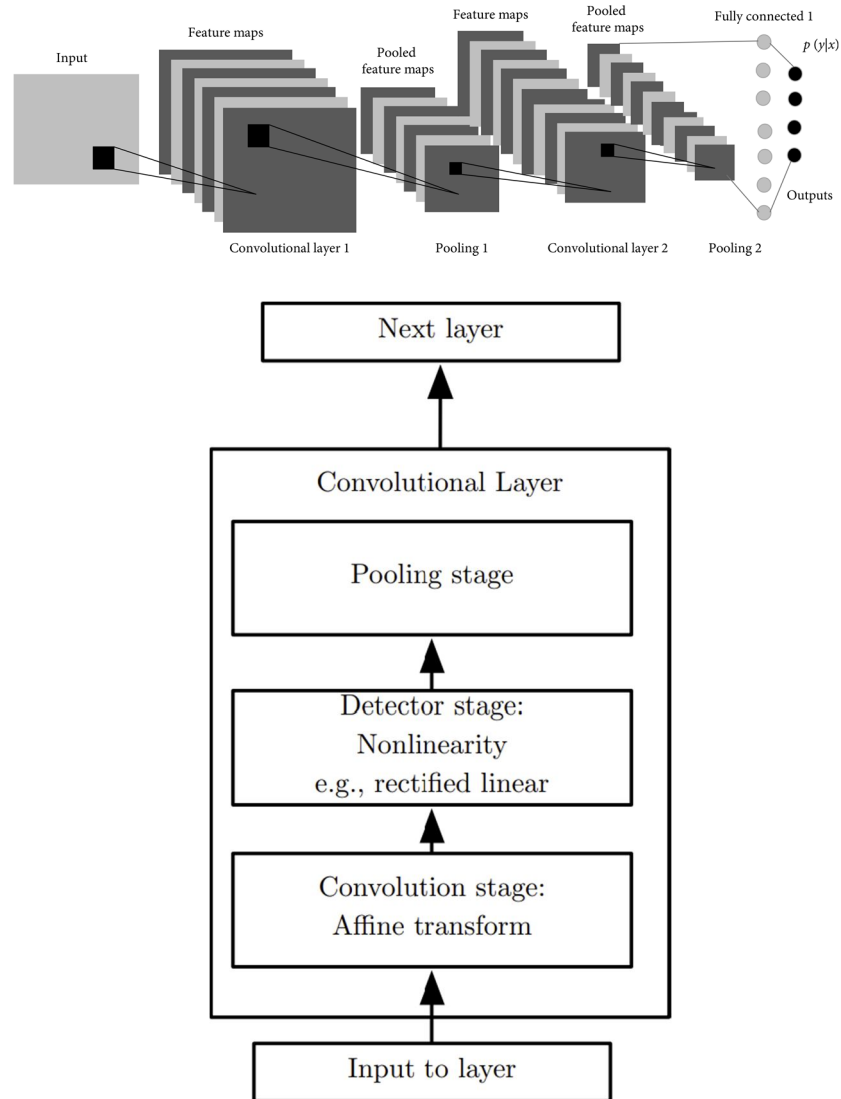 Input
Feature maps
Pooled
feature maps
Feature maps
Pooled
feature maps
Fully connected 1
p (y|x)
Outputs
Convolutional layer 1
Pooling 1
Convolutional layer 2
Pooling 2
Next layer
Convolutional Layer
Pooling stage
Detector stage:
Nonlinearity
e.g., rectified linear
Convolution stage:
Affine transform
Input to layer